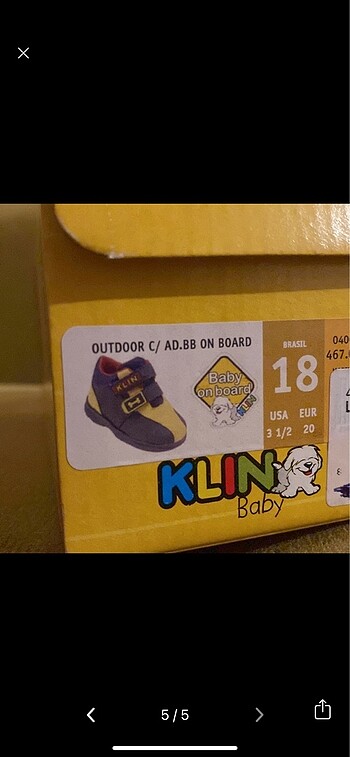 OUTDOOR C/ AD.BB ON BOARD
KLIN
Baby
on board
KLIN
BRASIL
18
USA EUR
3 1/2 20
040
467.
KLIN
Baby
5/5